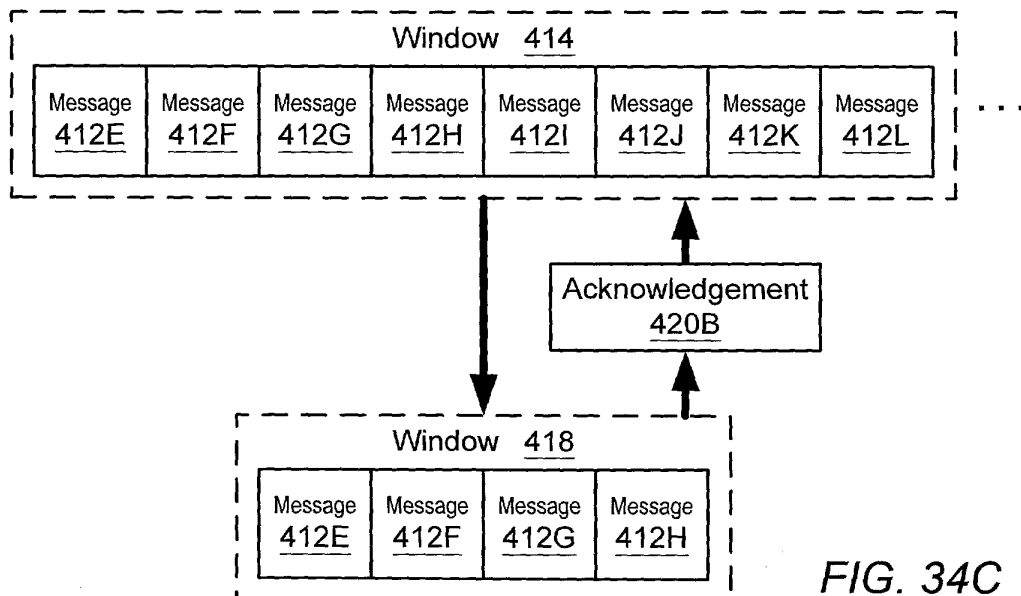 Window 414
Message Message Message Message Message Message Message Message
412E 412F 412G 412H 412I 412J 412K 412L
. . . .
Acknowledgement
420B
Window 418
Message Message Message Message
412E 412F 412G 412H
FIG. 34C